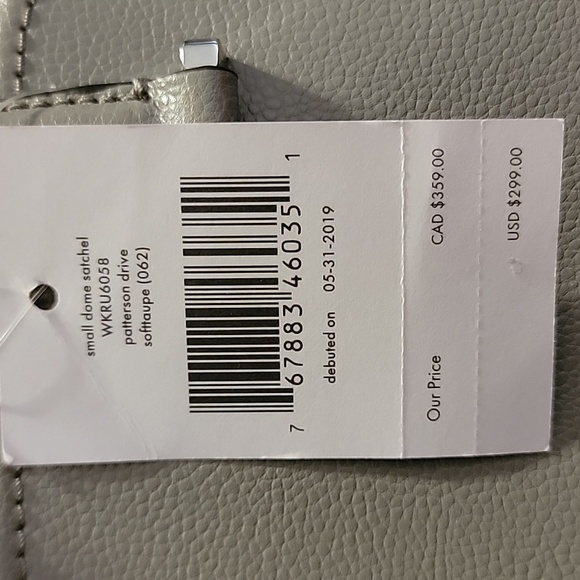 small dome satchel
WKRU6058
patterson drive
softtaupe (062)
7 67883 46035 1
debuted on 05-31-2019
Our Price CAD $359.00
USD $299.00